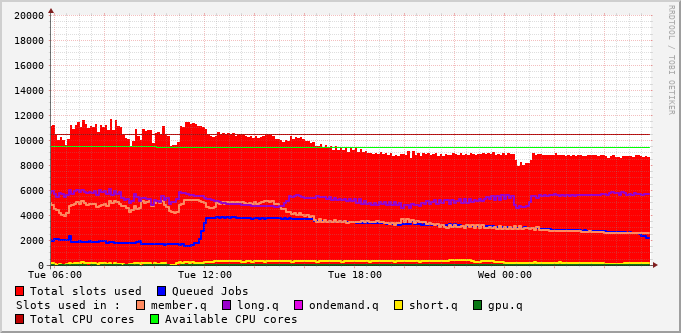 20000
18000
16000
14000
12000
10000
8000
6000
4000
2000
0
Tue 06:00 Tue 12:00 Tue 18:00 Wed 00:00
Total slots used Queued Jobs
Slots used in : member.q long.q ondemand.q short.q gpu.q
Total CPU cores Available CPU cores
RRDTOOL / TOBI OETIKER